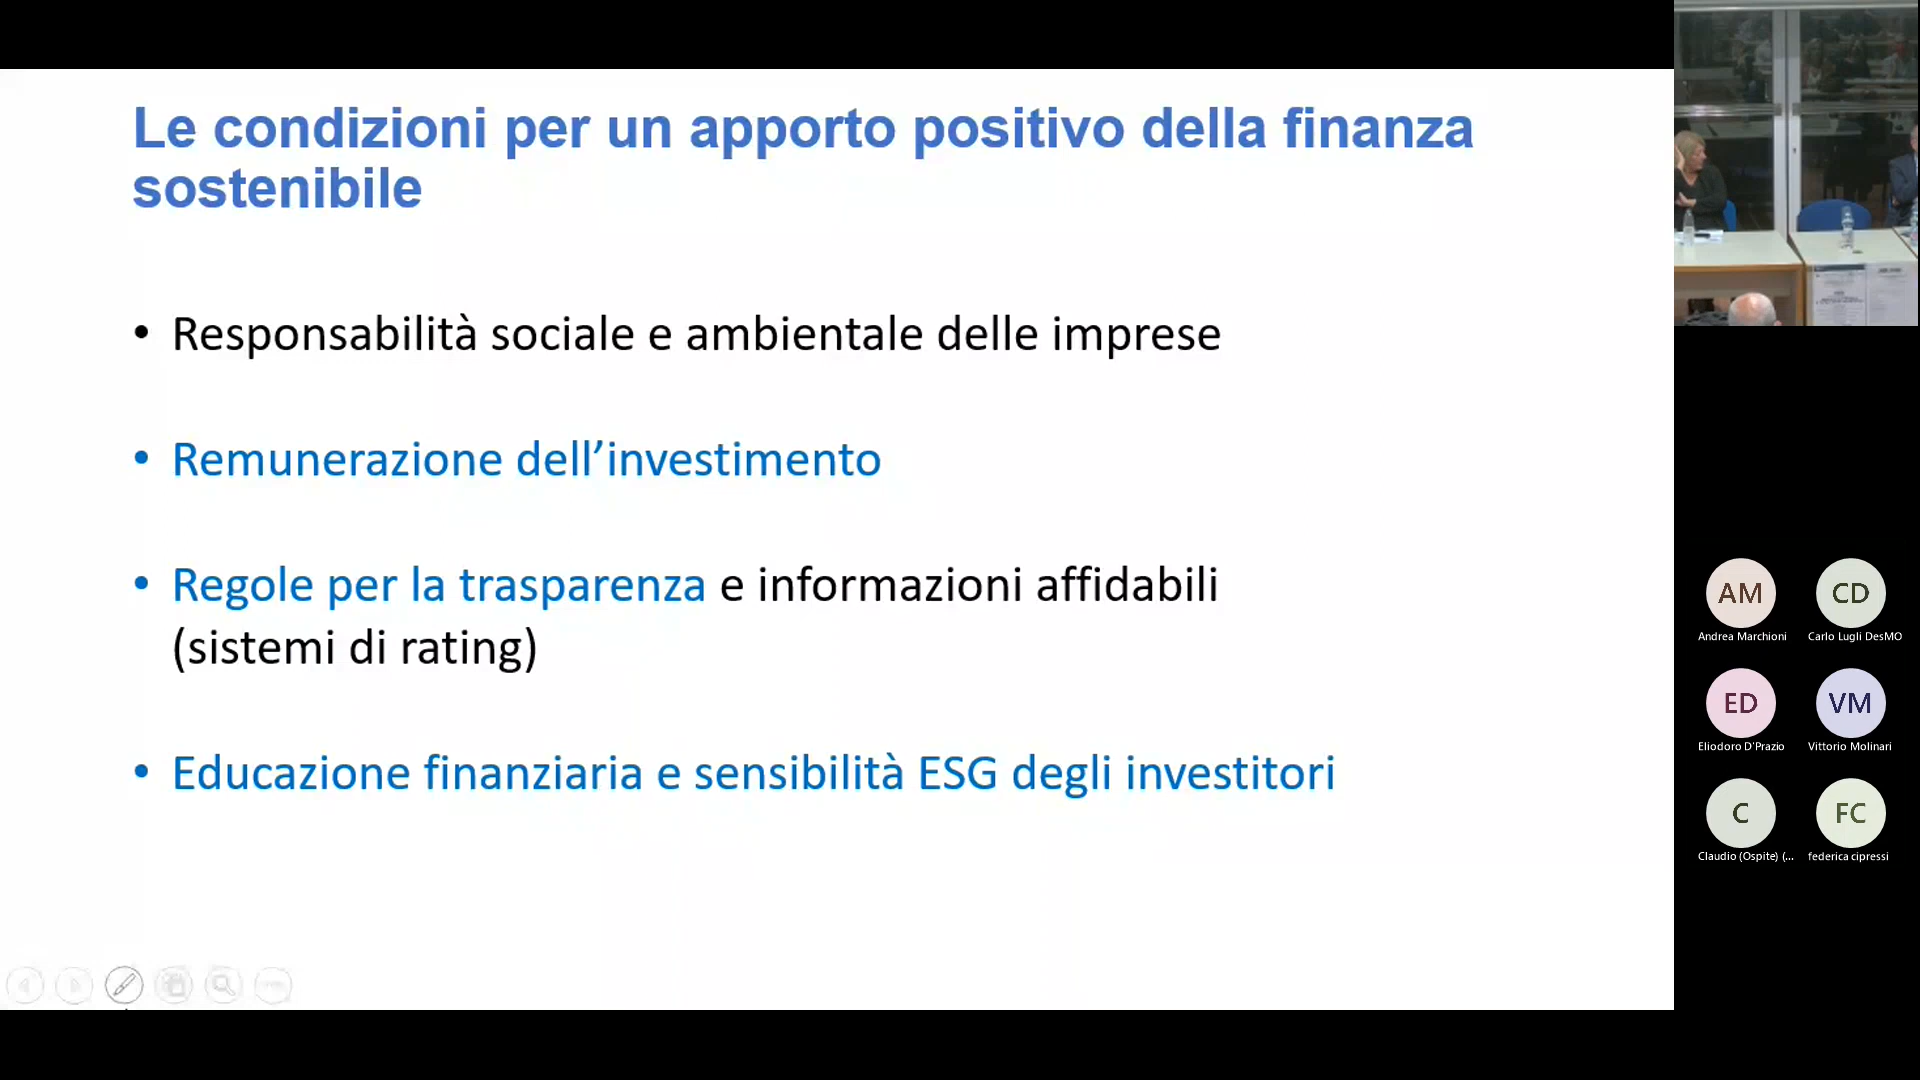 Le condizioni per un apporto positivo della finanza
sostenibile
• Responsabilità sociale e ambientale delle imprese
• Remunerazione dell’investimento
• Regole per la trasparenza e informazioni affidabili
(sistemi di rating)
• Educazione finanziaria e sensibilità ESG degli investitori
AM
CD
Andrea Marchioni
Carlo Lugli DesMO
ED
VM
Eliodoro D'Prazio
Vittorio Molinari
C
FC
Claudio (Ospite) (...
federica cipressi